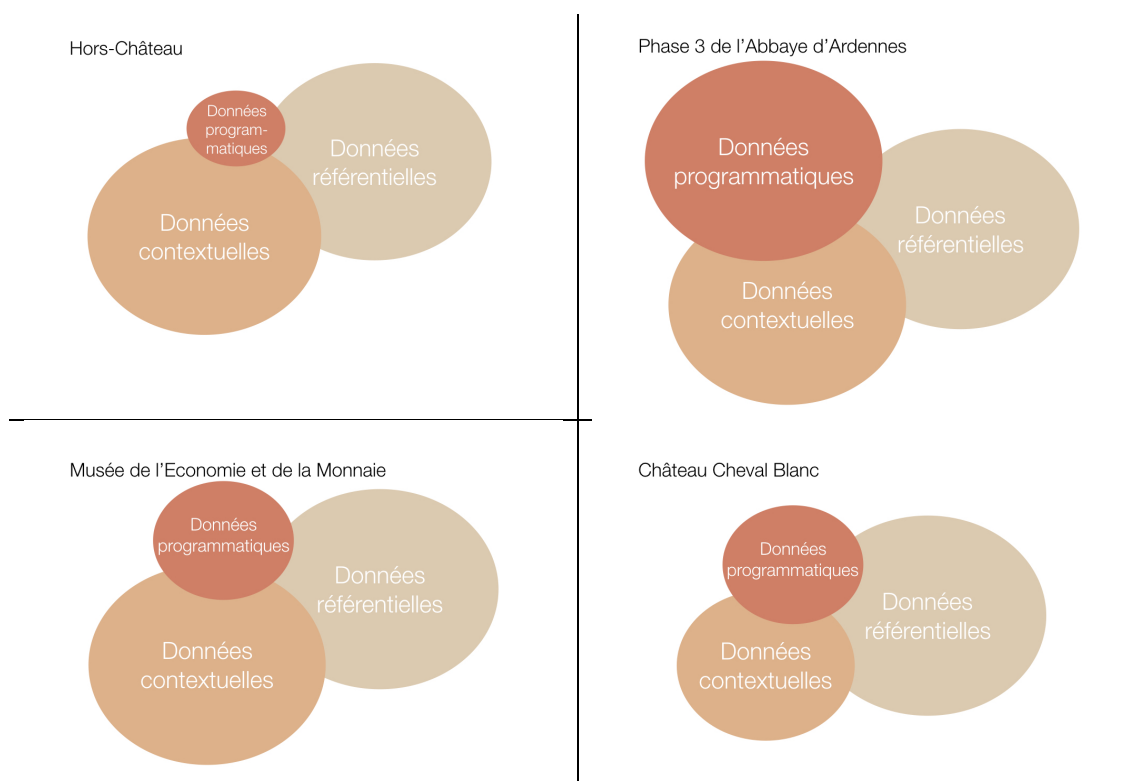 Hors-Château
Données
program-
matiques
Données
référentielles
Données
contextuelles
Phase 3 de l'Abbaye d'Ardennes
Données
programmatiques
Données
référentielles
Données
contextuelles
Musée de l'Economie et de la Monnaie
Données
programmatiques
Données
référentielles
Données
contextuelles
Château Cheval Blanc
Données
programmatiques
Données
référentielles
Données
contextuelles